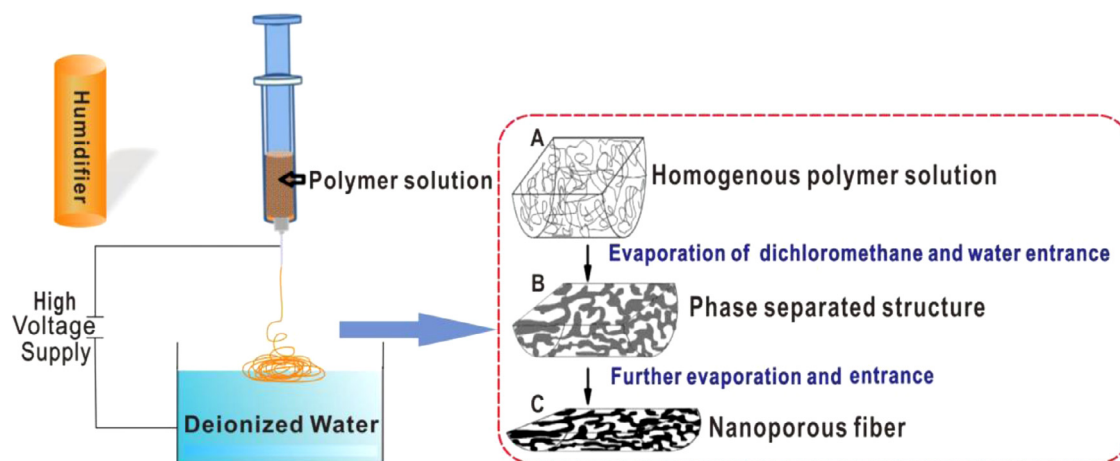 Humidifier
Polymer solution
High
Voltage
Supply
Deionized Water
A
Homogenous polymer solution
Evaporation of dichloromethane and water entrance
B
Phase separated structure
Further evaporation and entrance
C
Nanoporous fiber